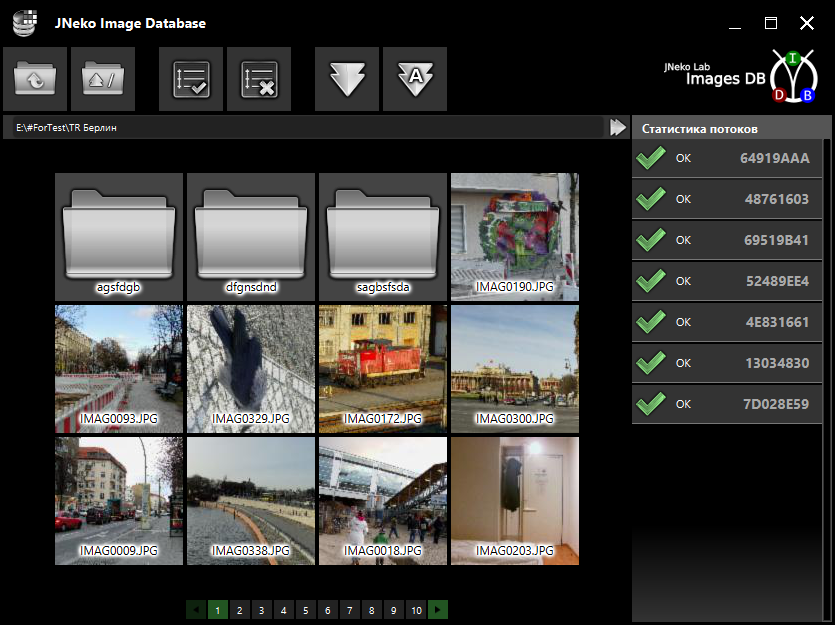 JNeko Image Database
A
JNeko Lab
Images DB
I
D
B
E:\#ForTest\TR Берлин
Статистика потоков
OK 64919AAA
OK 48761603
OK 69519B41
OK 52489EE4
OK 4E831661
OK 13034830
OK 7D028E59
agsfdgb
dfgnsdnd
sagbsfsda
IMAG0190.JPG
IMAG0093.JPG
IMAG0329.JPG
IMAG0172.JPG
IMAG0300.JPG
IMAG0009.JPG
IMAG0338.JPG
IMAG0018.JPG
IMAG0203.JPG
1 2 3 4 5 6 7 8 9 10